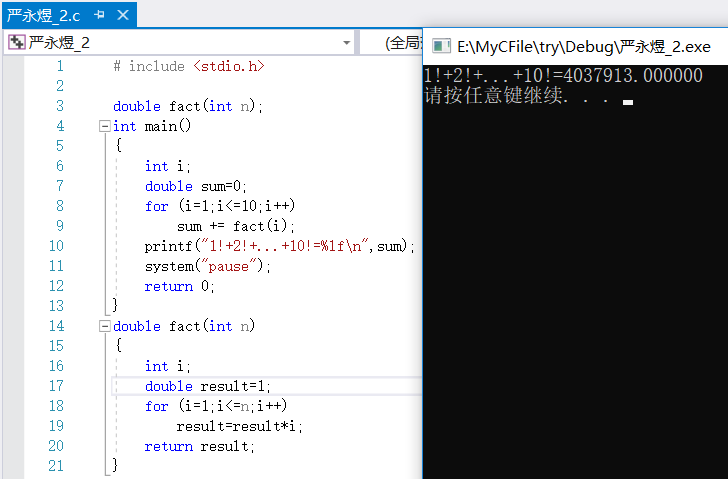 严永煜_2.c
严永煜_2
(全局
E:\MyCFile\try\Debug\严永煜_2.exe
1!+2!+...+10!=4037913.000000
请按任意键继续. . .
1 # include <stdio.h>
2
3 double fact(int n);
4 int main()
5 {
6 int i;
7 double sum=0;
8 for (i=1;i<=10;i++)
9 sum += fact(i);
10 printf("1!+2!+...+10!=%lf\n",sum);
11 system("pause");
12 return 0;
13 }
14 double fact(int n)
15 {
16 int i;
17 double result=1;
18 for (i=1;i<=n;i++)
19 result=result*i;
20 return result;
21 }